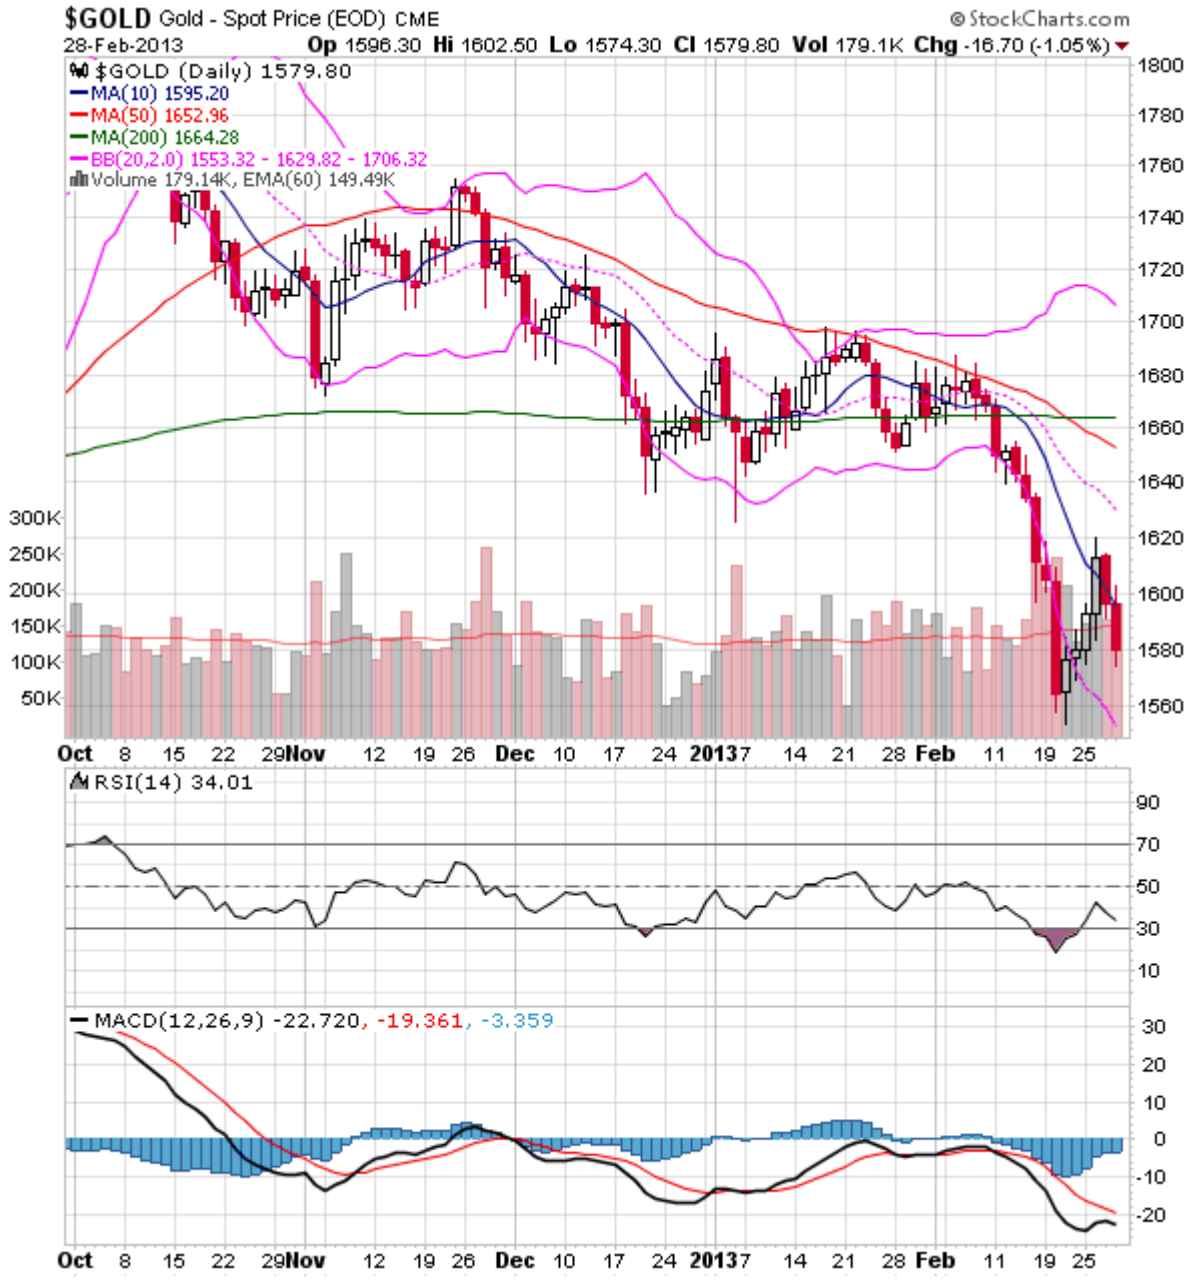 $GOLD Gold - Spot Price (EOD) CME © StockCharts.com
28-Feb-2013 Op 1596.30 Hi 1602.50 Lo 1574.30 Cl 1579.80 Vol 179.1K Chg -16.70 (-1.05%)
$GOLD (Daily) 1579.80
MA(10) 1595.20
MA(50) 1652.96
MA(200) 1664.28
BB(20,2.0) 1553.32 - 1629.82 - 1706.32
Volume 179.14K, EMA(60) 149.49K
1800
1780
1760
1740
1720
1700
1680
1660
1640
1620
1600
1580
1560
300K
250K
200K
150K
100K
50K
Oct 8 15 22 29 Nov 12 19 26 Dec 10 17 24 2013 7 14 21 28 Feb 11 19 25
RSI(14) 34.01
90
70
50
30
10
MACD(12,26,9) -22.720, -19.361, -3.359
30
20
10
0
-10
-20
Oct 8 15 22 29 Nov 12 19 26 Dec 10 17 24 2013 7 14 21 28 Feb 11 19 25